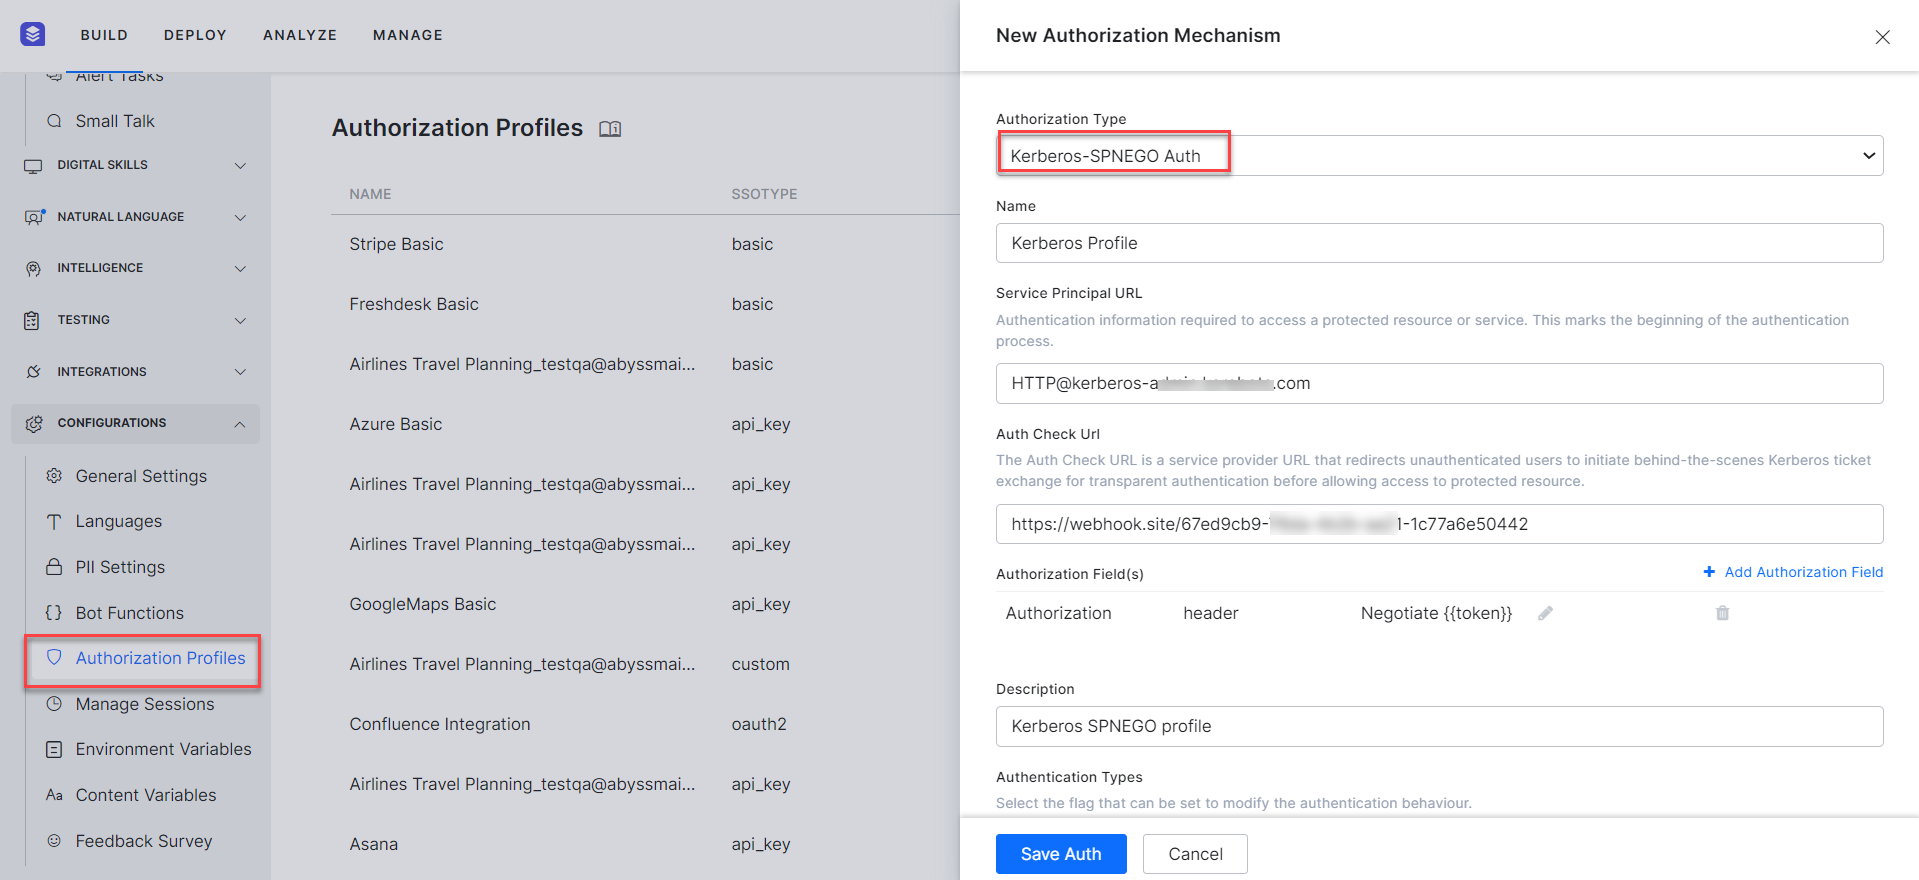 BUILD DEPLOY ANALYZE MANAGE
Alert Tasks
Small Talk
DIGITAL SKILLS
NATURAL LANGUAGE
INTELLIGENCE
TESTING
INTEGRATIONS
CONFIGURATIONS
General Settings
Languages
PII Settings
Bot Functions
Authorization Profiles
Manage Sessions
Environment Variables
Aa Content Variables
Feedback Survey
Authorization Profiles
NAME SSOTYPE
Stripe Basic basic
Freshdesk Basic basic
Airlines Travel Planning_testqa@abyssmai... basic
Azure Basic api_key
Airlines Travel Planning_testqa@abyssmai... api_key
Airlines Travel Planning_testqa@abyssmai... api_key
GoogleMaps Basic api_key
Airlines Travel Planning_testqa@abyssmai... custom
Confluence Integration oauth2
Airlines Travel Planning_testqa@abyssmai... api_key
Asana api_key
New Authorization Mechanism
Authorization Type
Kerberos-SPNEGO Auth
Name
Kerberos Profile
Service Principal URL
Authentication information required to access a protected resource or service. This marks the beginning of the authentication
process.
HTTP@kerberos-a .com
Auth Check Url
The Auth Check URL is a service provider URL that redirects unauthenticated users to initiate behind-the-scenes Kerberos ticket
exchange for transparent authentication before allowing access to protected resource.
https://webhook.site/67ed9cb9- 1-1c77a6e50442
Authorization Field(s) + Add Authorization Field
Authorization header Negotiate {{token}}
Description
Kerberos SPNEGO profile
Authentication Types
Select the flag that can be set to modify the authentication behaviour.
Save Auth Cancel